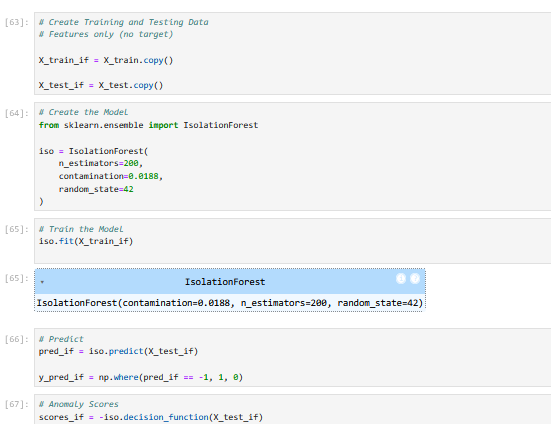 [63]: # Create Training and Testing Data
# Features only (no target)
X_train_if = X_train.copy()
X_test_if = X_test.copy()
[64]: # Create the Model
from sklearn.ensemble import IsolationForest
iso = IsolationForest(
    n_estimators=200,
    contamination=0.0188,
    random_state=42
)
[65]: # Train the Model
iso.fit(X_train_if)
[65]: IsolationForest
IsolationForest(contamination=0.0188, n_estimators=200, random_state=42)
[66]: # Predict
pred_if = iso.predict(X_test_if)
y_pred_if = np.where(pred_if == -1, 1, 0)
[67]: # Anomaly Scores
scores_if = -iso.decision_function(X_test_if)